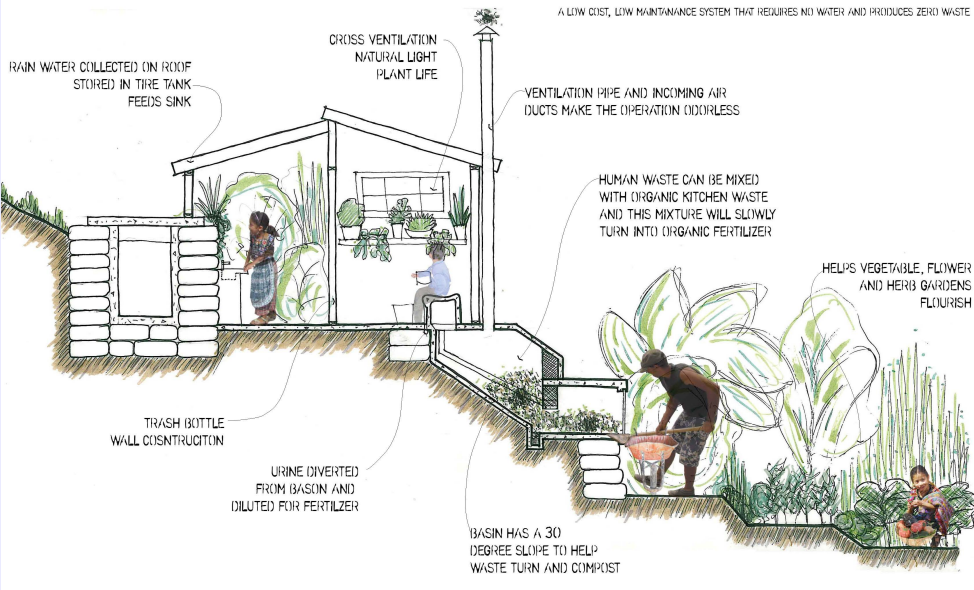 A LOW COST, LOW MAINTANANCE SYSTEM THAT REQUIRES NO WATER AND PRODUCES ZERO WASTE
CROSS VENTILATION
NATURAL LIGHT
PLANT LIFE
RAIN WATER COLLECTED ON ROOF
STORED IN TIRE TANK
FEEDS SINK
VENTILATION PIPE AND INCOMING AIR
DUCTS MAKE THE OPERATION ODORLESS
HUMAN WASTE CAN BE MIXED
WITH ORGANIC KITCHEN WASTE
AND THIS MIXTURE WILL SLOWLY
TURN INTO ORGANIC FERTILIZER
HELPS VEGETABLE, FLOWER
AND HERB GARDENS
FLOURISH
TRASH BOTTLE
WALL COSNTRUCITON
URINE DIVERTED
FROM BASON AND
DILUTED FOR FERTILZER
BASIN HAS A 30
DEGREE SLOPE TO HELP
WASTE TURN AND COMPOST